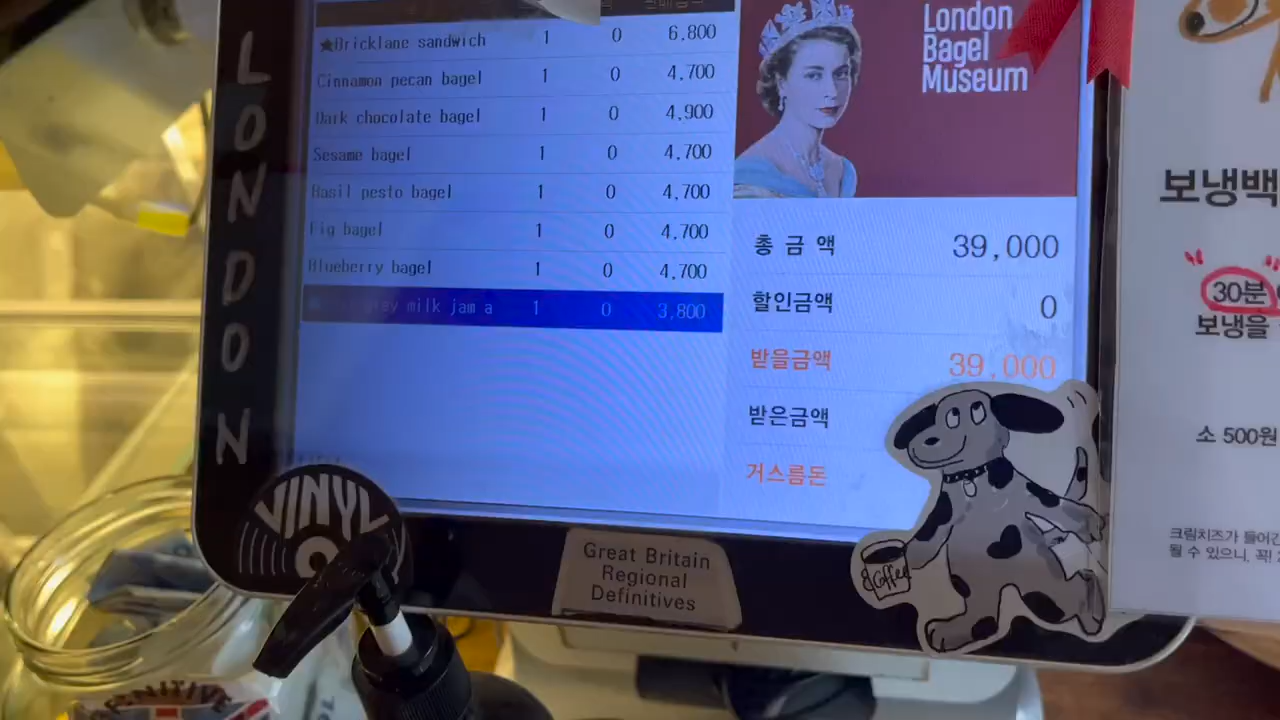 LONDON
★Bricklane sandwich 1 0 6,800
Cinnamon pecan bagel 1 0 4,700
Dark chocolate bagel 1 0 4,900
Sesame bagel 1 0 4,700
Basil pesto bagel 1 0 4,700
Fig bagel 1 0 4,700
Blueberry bagel 1 0 4,700
milk jam a 1 0 3,800
London
Bagel
Museum
총 금 액 39,000
할인금액 0
받을금액 39,000
받은금액
거스름돈
VINYL
Great Britain
Regional
Definitives
&Coffee
보냉백
30분
보냉을
소 500원
크림치즈가 들어간
될 수 있으니, 꼭!